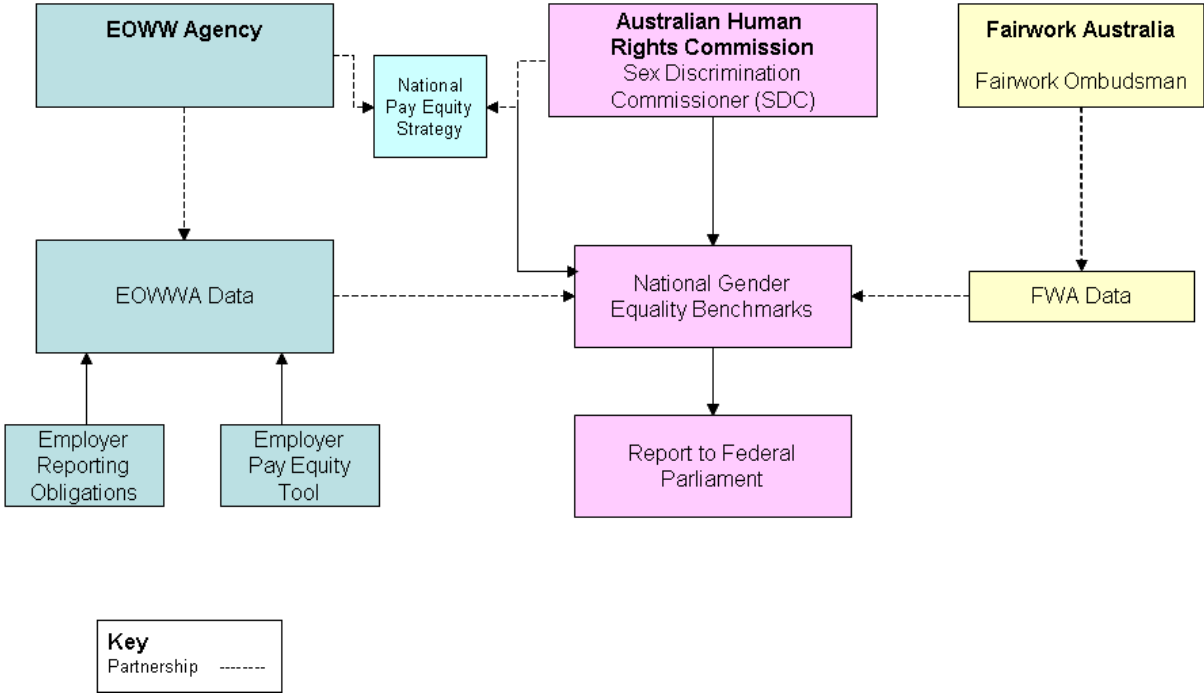 EOWW Agency
National
Pay Equity
Strategy
Australian Human
Rights Commission
Sex Discrimination
Commissioner (SDC)
Fairwork Australia
Fairwork Ombudsman
EOWWA Data
National Gender
Equality Benchmarks
FWA Data
Employer
Reporting
Obligations
Employer
Pay Equity
Tool
Report to Federal
Parliament
Key
Partnership